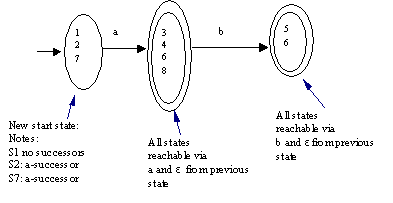 1
2
7
a
3
4
6
8
b
5
6
New start state:
Notes:
S1 no successors
S2: a-successor
S7: a-successor
All states
reachable via
a and ε from previous
state
All states
reachable via
b and ε from previous
state